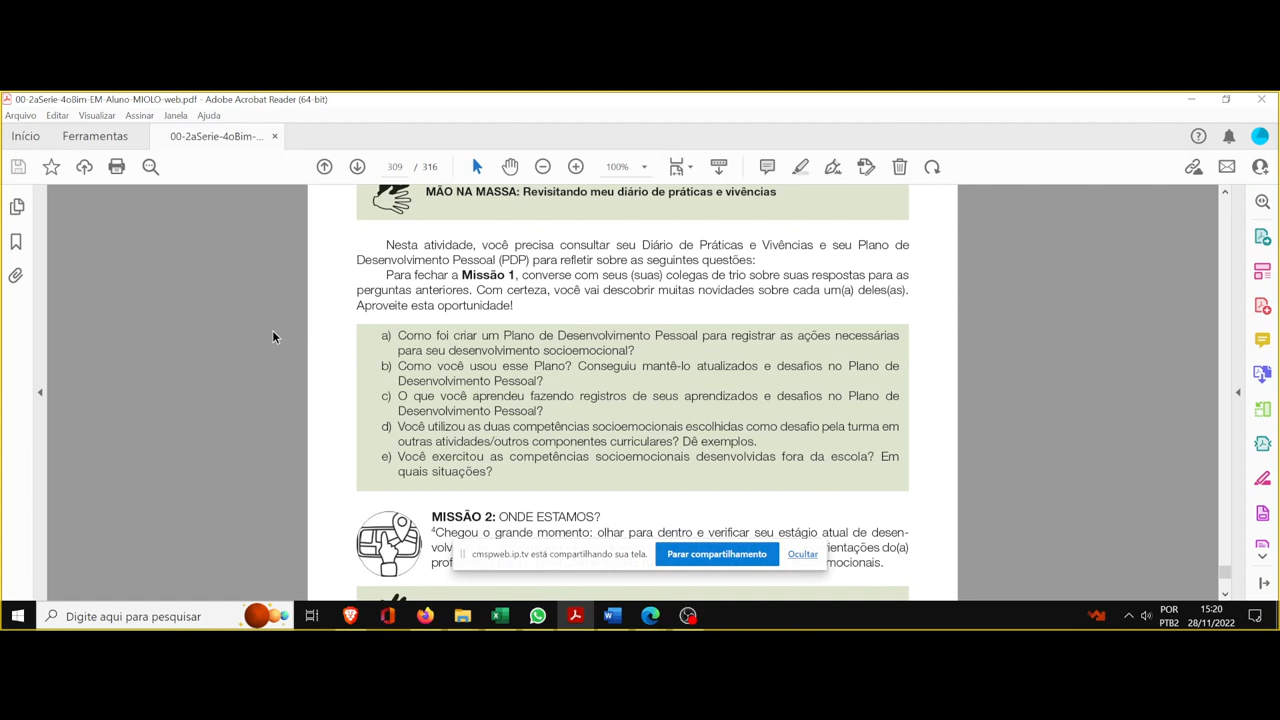 00-2aSerie-4oBim-EM-Aluno-MIOLO-web.pdf - Adobe Acrobat Reader (64-bit)
Arquivo Editar Visualizar Assinar Janela Ajuda
Início Ferramentas 00-2aSerie-4oBim-... ×
309 / 316 100%
MÃO NA MASSA: Revisitando meu diário de práticas e vivências
Nesta atividade, você precisa consultar seu Diário de Práticas e Vivências e seu Plano de
Desenvolvimento Pessoal (PDP) para refletir sobre as seguintes questões:
Para fechar a Missão 1, converse com seus (suas) colegas de trio sobre suas respostas para as
perguntas anteriores. Com certeza, você vai descobrir muitas novidades sobre cada um(a) deles(as).
Aproveite esta oportunidade!
a) Como foi criar um Plano de Desenvolvimento Pessoal para registrar as ações necessárias
para seu desenvolvimento socioemocional?
b) Como você usou esse Plano? Conseguiu mantê-lo atualizados e desafios no Plano de
Desenvolvimento Pessoal?
c) O que você aprendeu fazendo registros de seus aprendizados e desafios no Plano de
Desenvolvimento Pessoal?
d) Você utilizou as duas competências socioemocionais escolhidas como desafio pela turma em
outras atividades/outros componentes curriculares? Dê exemplos.
e) Você exercitou as competências socioemocionais desenvolvidas fora da escola? Em
quais situações?
MISSÃO 2: ONDE ESTAMOS?
4Chegou o grande momento: olhar para dentro e verificar seu estágio atual de desen-
volv ientações do(a)
prof mocionais.
cmspweb.ip.tv está compartilhando sua tela. Parar compartilhamento Ocultar
Digite aqui para pesquisar
POR 15:20
PTB2 28/11/2022